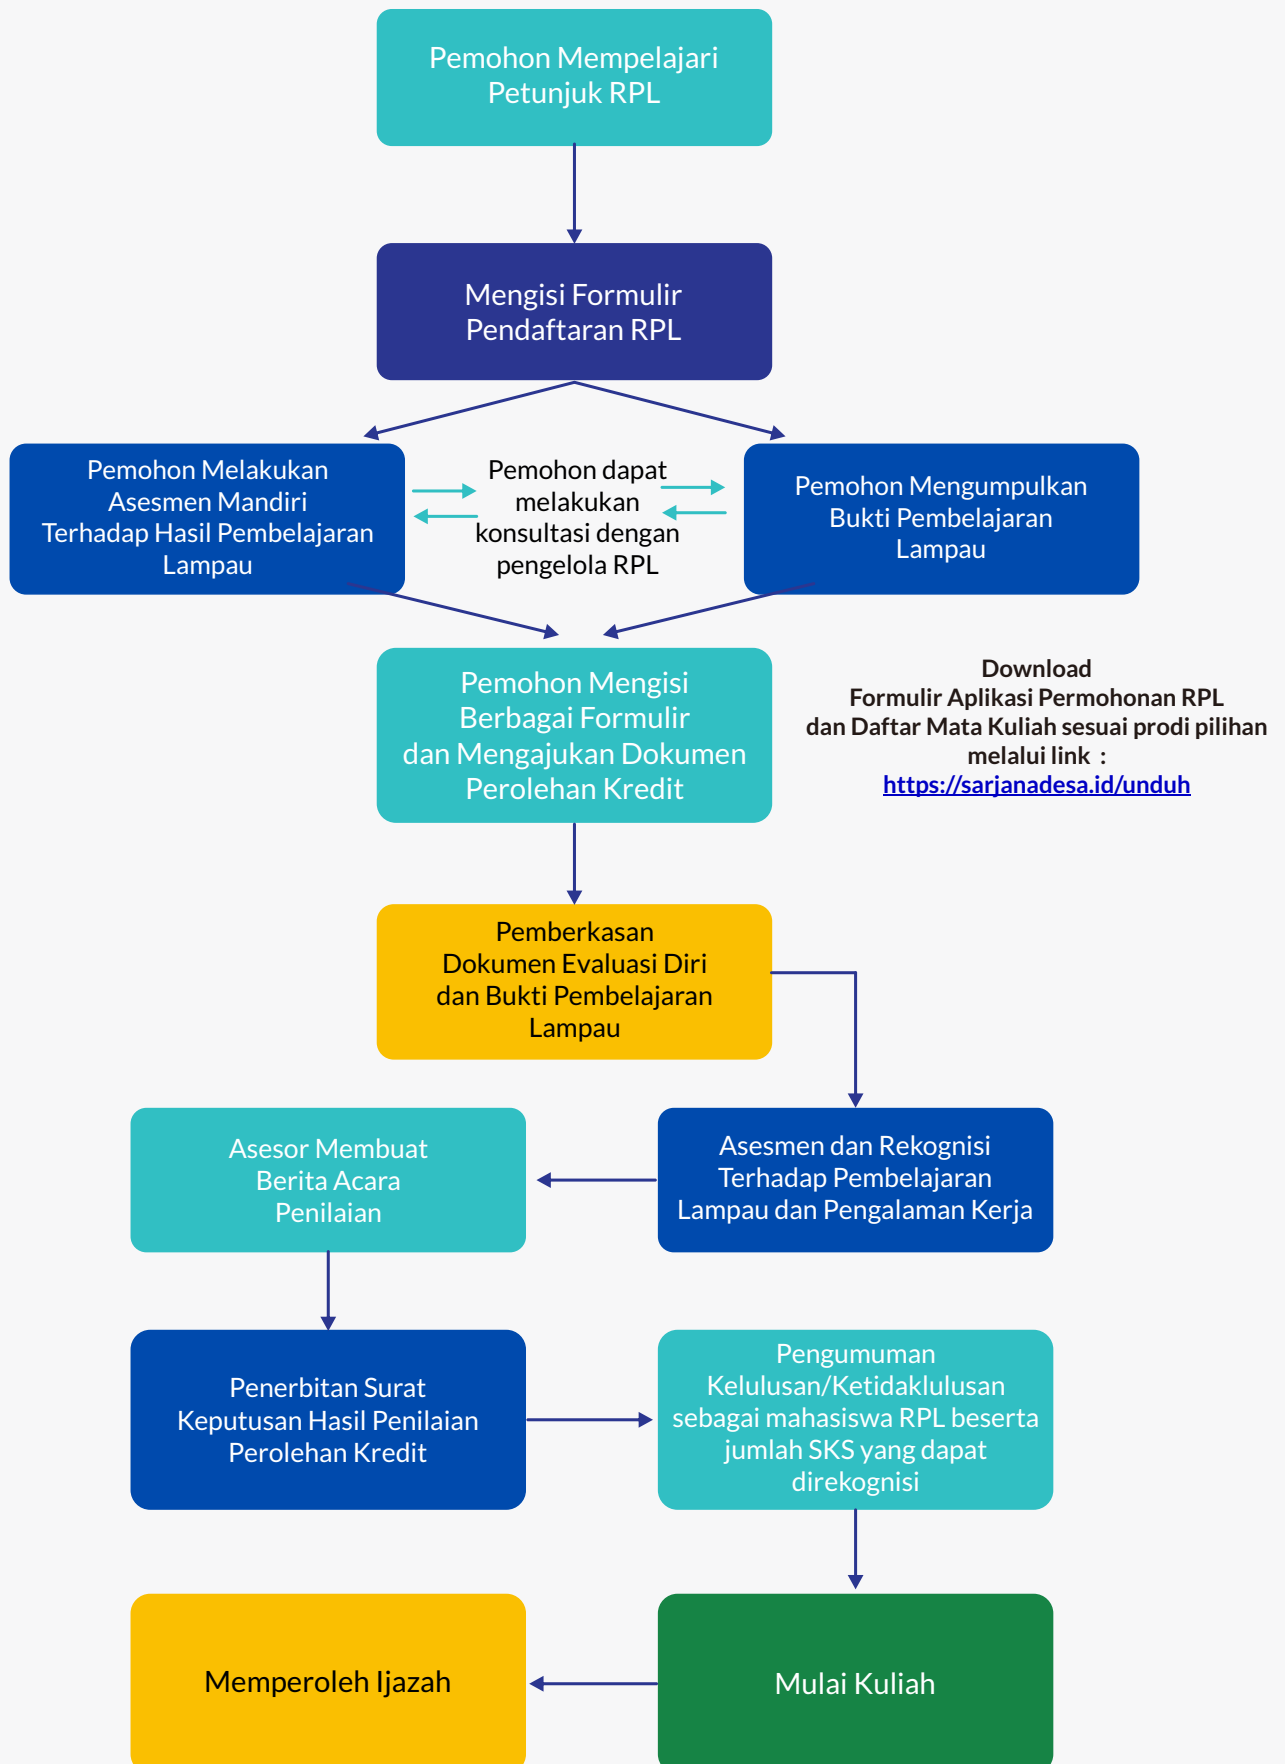 Pemohon Mempelajari
Petunjuk RPL
Mengisi Formulir
Pendaftaran RPL
Pemohon Melakukan
Asesmen Mandiri
Terhadap Hasil Pembelajaran
Lampau
Pemohon dapat
melakukan
konsultasi dengan
pengelola RPL
Pemohon Mengumpulkan
Bukti Pembelajaran
Lampau
Pemohon Mengisi
Berbagai Formulir
dan Mengajukan Dokumen
Perolehan Kredit
Download
Formulir Aplikasi Permohonan RPL
dan Daftar Mata Kuliah sesuai prodi pilihan
melalui link :
https://sarjanadesa.id/unduh
Pemberkasan
Dokumen Evaluasi Diri
dan Bukti Pembelajaran
Lampau
Asesmen dan Rekognisi
Terhadap Pembelajaran
Lampau dan Pengalaman Kerja
Asesor Membuat
Berita Acara
Penilaian
Penerbitan Surat
Keputusan Hasil Penilaian
Perolehan Kredit
Pengumuman
Kelulusan/Ketidaklulusan
sebagai mahasiswa RPL beserta
jumlah SKS yang dapat
direkognisi
Mulai Kuliah
Memperoleh Ijazah